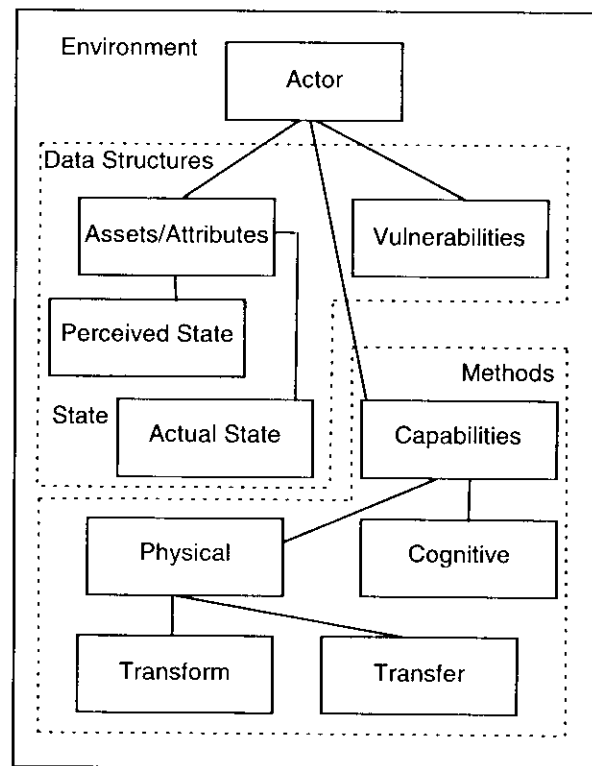 Environment
Actor
Data Structures
Assets/Attributes
Vulnerabilities
Perceived State
Methods
State
Actual State
Capabilities
Physical
Cognitive
Transform
Transfer